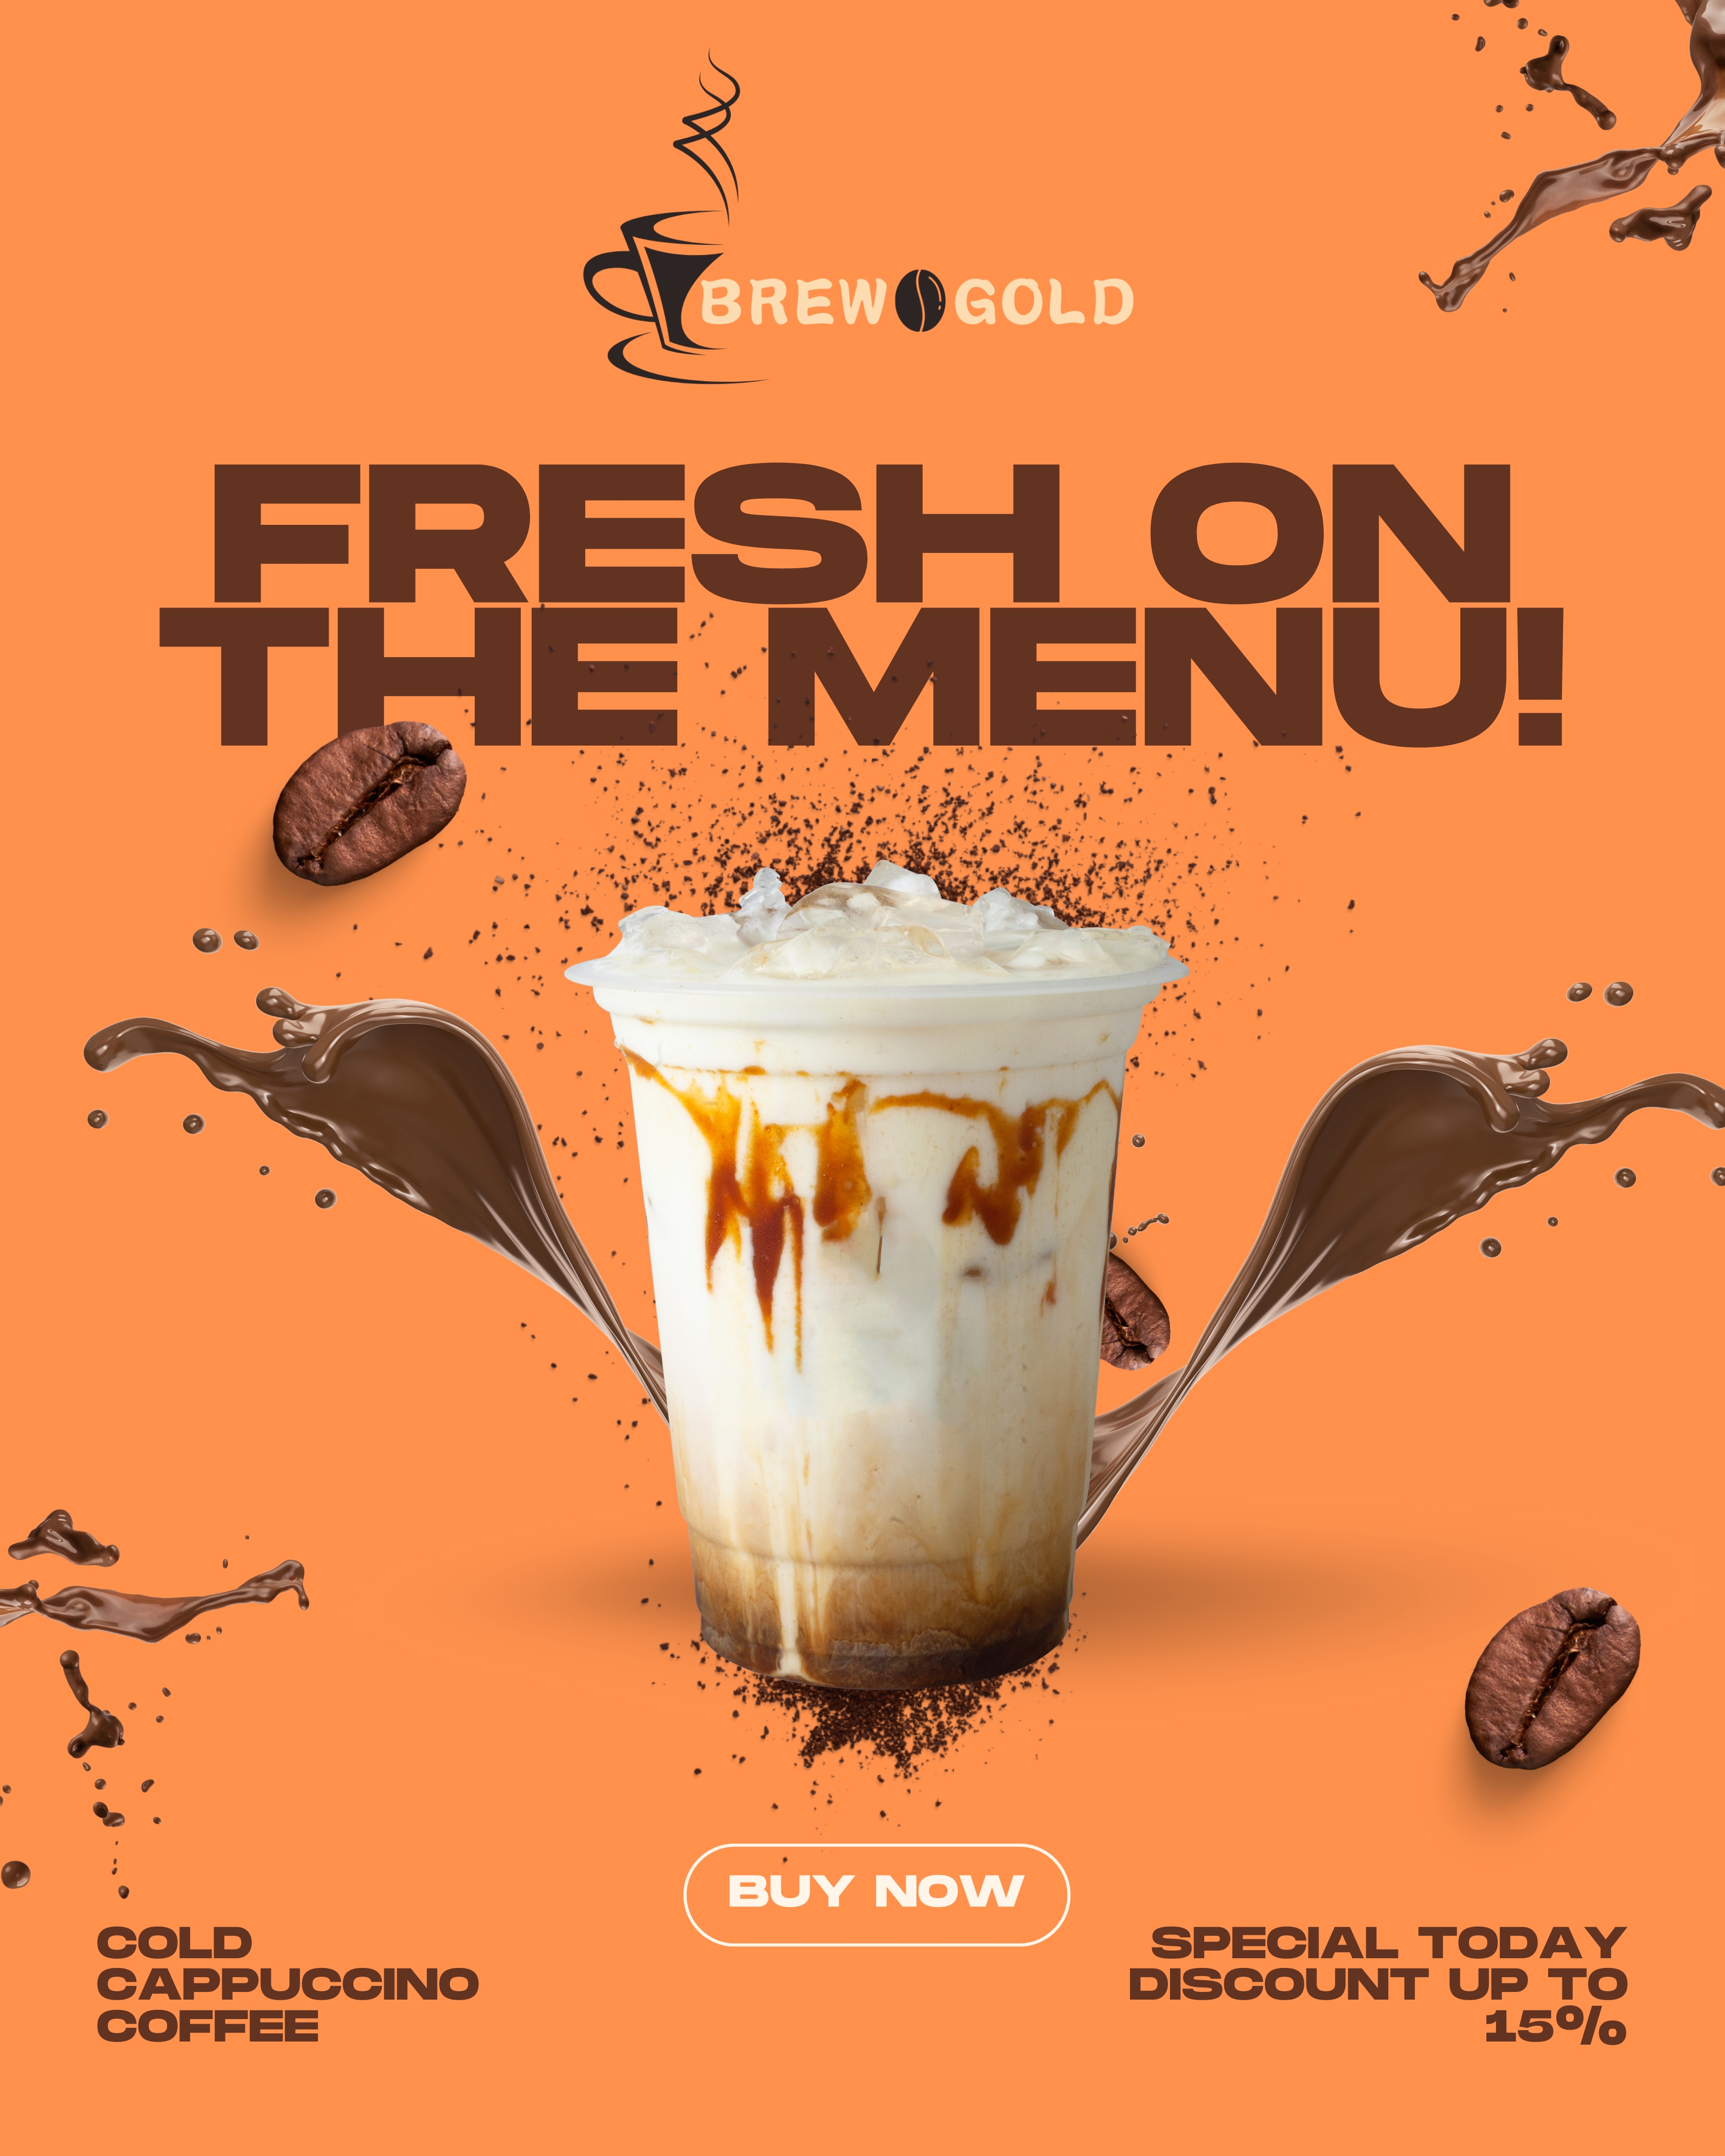 BREW GOLD
FRESH ON
THE MENU!
BUY NOW
COLD
CAPPUCCINO
COFFEE
SPECIAL TODAY
DISCOUNT UP TO
15%